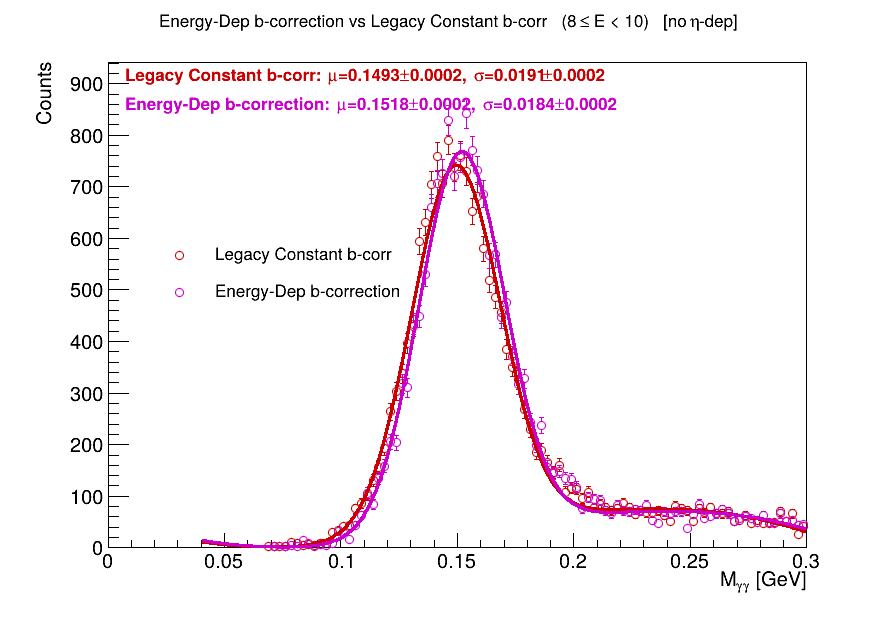 Energy-Dep b-correction vs Legacy Constant b-corr (8 ≤ E < 10) [no η-dep]
Counts
Legacy Constant b-corr: μ=0.1493±0.0002, σ=0.0191±0.0002
Energy-Dep b-correction: μ=0.1518±0.0002, σ=0.0184±0.0002
900
800
700
600
500
400
300
200
100
0
Legacy Constant b-corr
Energy-Dep b-correction
0 0.05 0.1 0.15 0.2 0.25 0.3
Mγγ [GeV]